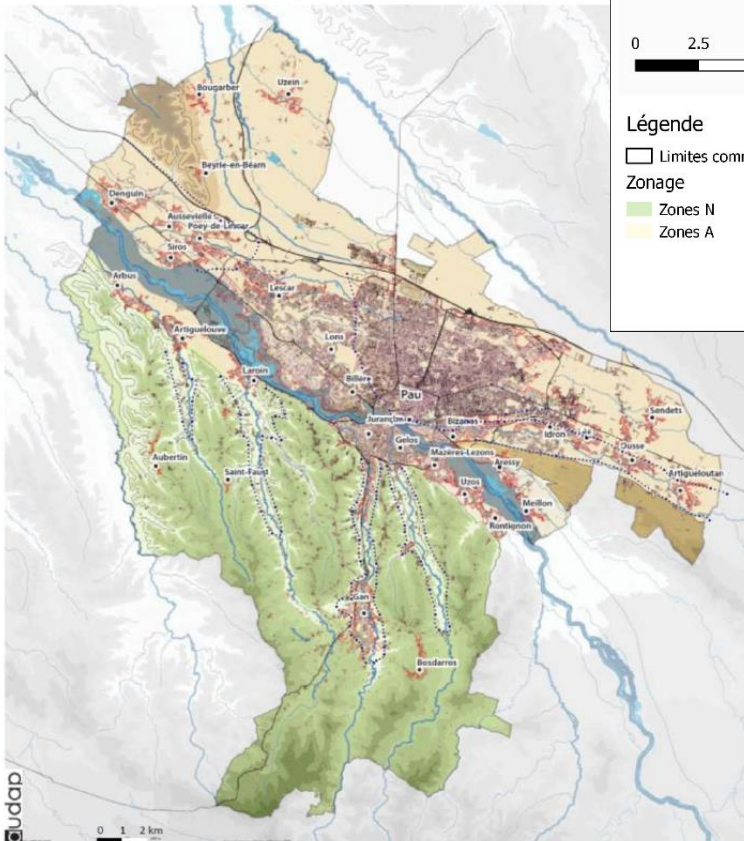 0 2.5
Légende
Limites comm
Zonage
Zones N
Zones A
Bougarber
Uzein
Beyrie-en-Béarn
Denguin
Aussevielle
Poey-de-Lescar
Siros
Arbus
Lescar
Artiguelouve
Lons
Laroin
Billère
Pau
Jurançon
Bizanos
Sendets
Idron
Ousse
Gelos
Mazères-Lezons
Aressy
Artigueloutan
Aubertin
Saint-Faust
Uzos
Meillon
Rontignon
Gan
Bosdarros
audap
0 1 2 km